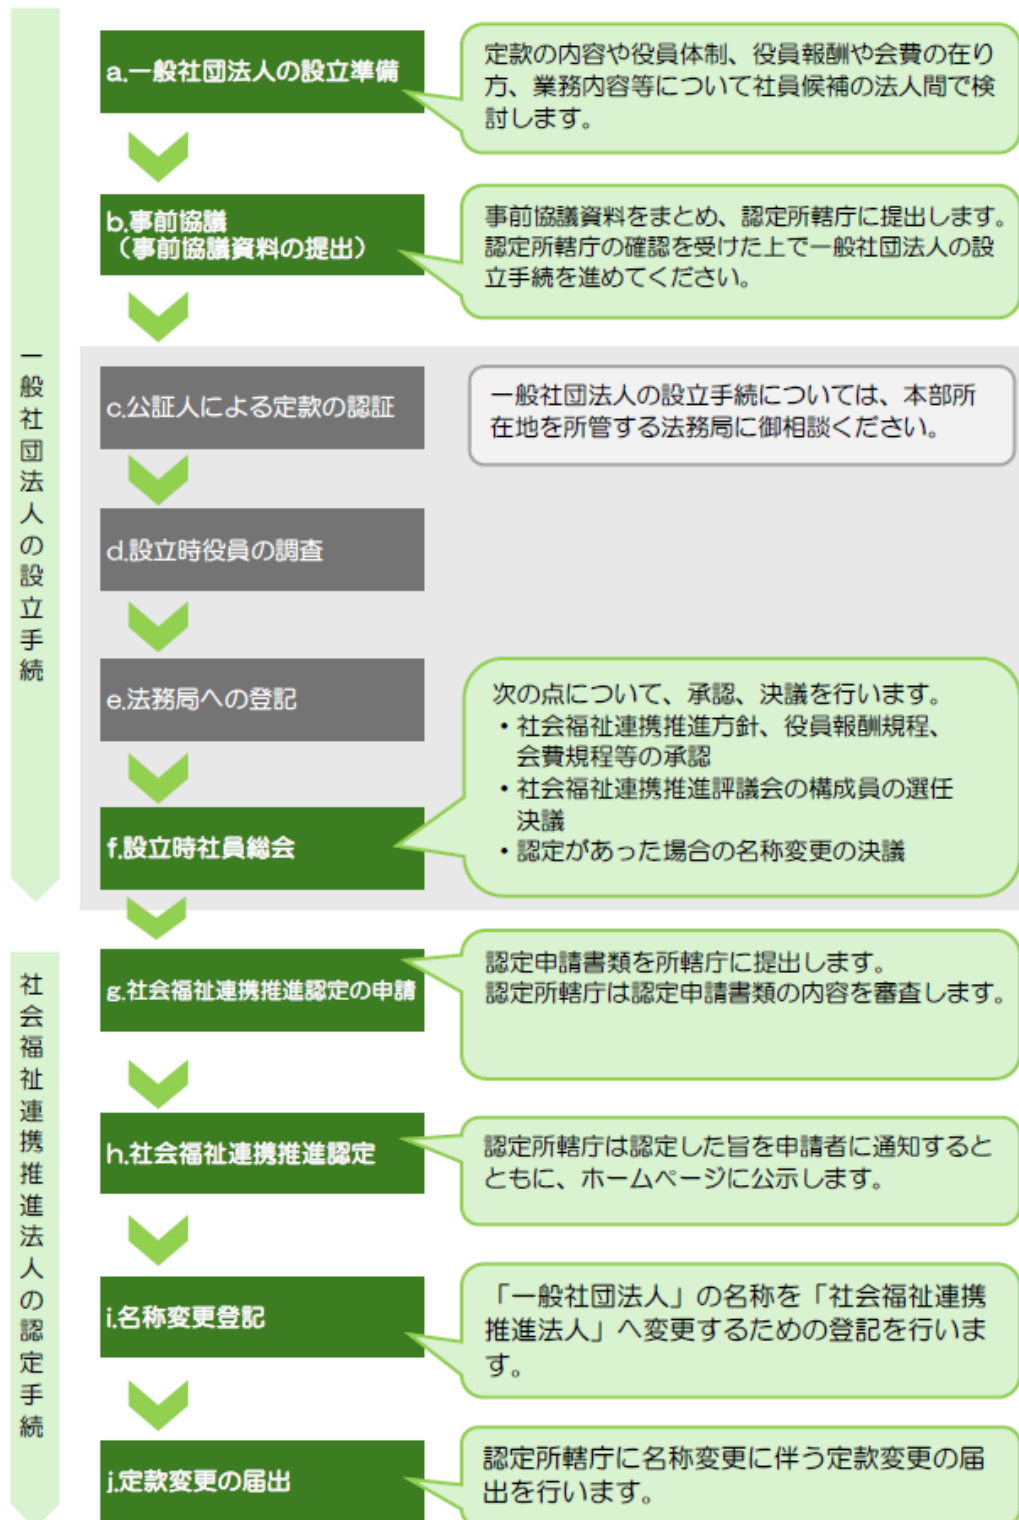 一般社団法人の設立手続
a.一般社団法人の設立準備
定款の内容や役員体制、役員報酬や会費の在り
方、業務内容等について社員候補の法人間で検
討します。
b.事前協議
（事前協議資料の提出）
事前協議資料をまとめ、認定所轄庁に提出します。
認定所轄庁の確認を受けた上で一般社団法人の設
立手続を進めてください。
c.公証人による定款の認証
一般社団法人の設立手続については、本部所
在地を所管する法務局に御相談ください。
d.設立時役員の調査
e.法務局への登記
f.設立時社員総会
次の点について、承認、決議を行います。
・社会福祉連携推進方針、役員報酬規程、
会費規程等の承認
・社会福祉連携推進評議会の構成員の選任
決議
・認定があった場合の名称変更の決議
社会福祉連携推進法人の認定手続
g.社会福祉連携推進認定の申請
認定申請書類を所轄庁に提出します。
認定所轄庁は認定申請書類の内容を審査します。
h.社会福祉連携推進認定
認定所轄庁は認定した旨を申請者に通知すると
ともに、ホームページに公示します。
i.名称変更登記
「一般社団法人」の名称を「社会福祉連携
推進法人」へ変更するための登記を行いま
す。
j.定款変更の届出
認定所轄庁に名称変更に伴う定款変更の届
出を行います。